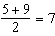 (5 + 9)/2 = 7